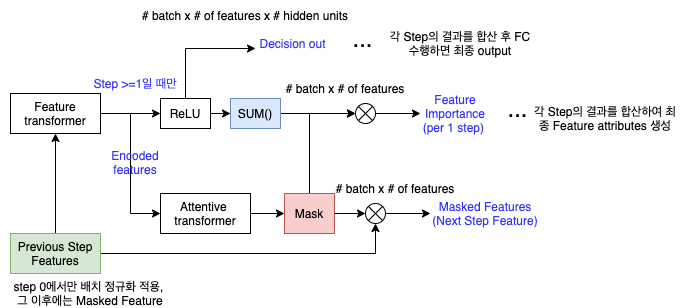 # batch x # of features x # hidden units
Decision out
...
각 Step의 결과를 합산 후 FC
수행하면 최종 output
Step >=1일 때만
# batch x # of features
Feature
transformer
ReLU
SUM()
Feature
Importance
(per 1 step)
...
각 Step의 결과를 합산하여 최
종 Feature attributes 생성
Encoded
features
# batch x # of features
Attentive
transformer
Mask
Masked Features
(Next Step Feature)
Previous Step
Features
step 0에서만 배치 정규화 적용,
그 이후에는 Masked Feature